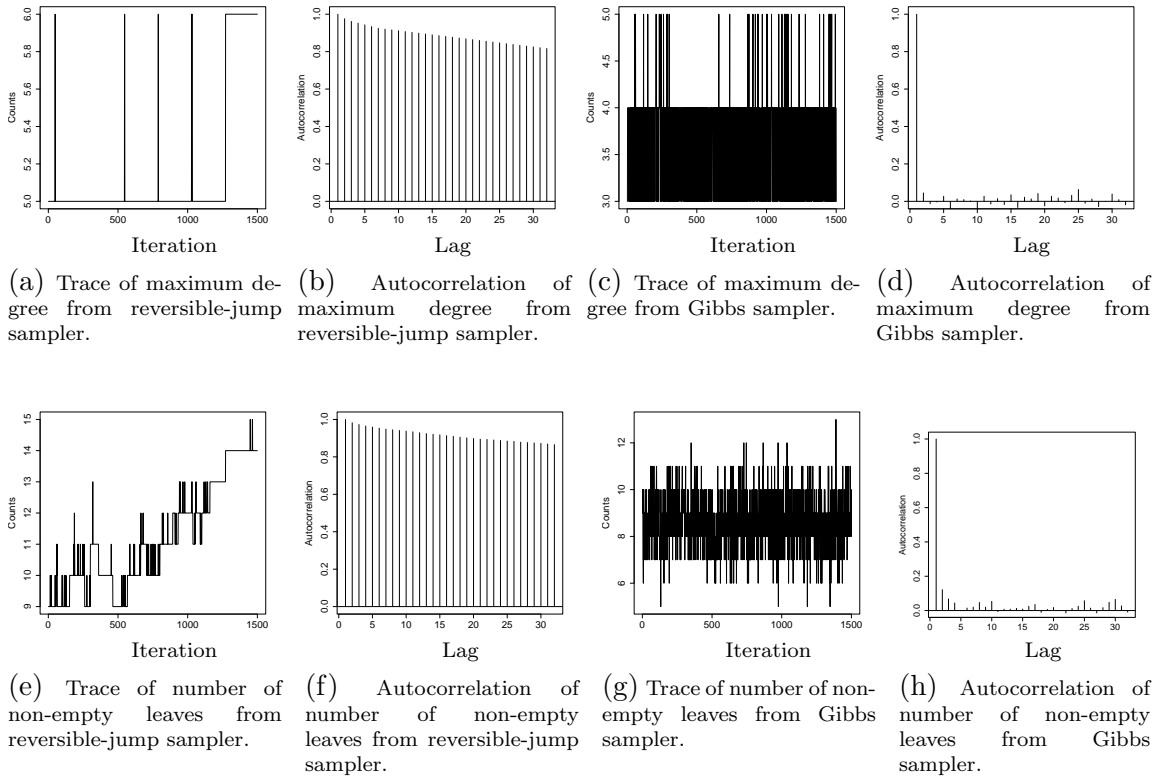 6.0
5.8
5.6
5.4
5.2
5.0
Counts
0
500
1000
1500
Iteration
(a) Trace of maximum de-
gree from reversible-jump
sampler.
1.0
0.8
0.6
0.4
0.2
0.0
Autocorrelation
0 5 10 15 20 25 30
Lag
(b) Autocorrelation of
maximum degree from
reversible-jump sampler.
5.0
4.5
4.0
3.5
3.0
Counts
0 500 1000 1500
Iteration
(c) Trace of maximum de-
gree from Gibbs sampler.
1.0
0.8
0.6
0.4
0.2
0.0
Autocorrelation
0 5 10 15 20 25 30
Lag
(d) Autocorrelation of
maximum degree from
Gibbs sampler.
15
14
13
12
11
10
9
Counts
0 500 1000 1500
Iteration
(e) Trace of number of
non-empty leaves from
reversible-jump sampler.
1.0
0.8
0.6
0.4
0.2
0.0
Autocorrelation
0 5 10 15 20 25 30
Lag
(f) Autocorrelation of
number of non-empty
leaves from reversible-jump
sampler.
12
10
8
6
Counts
0 500 1000 1500
Iteration
(g) Trace of number of non-
empty leaves from Gibbs
sampler.
1.0
0.8
0.6
0.4
0.2
0.0
Autocorrelation
0 5 10 15 20 25 30
Lag
(h) Autocorrelation of
number of non-empty
leaves from Gibbs
sampler.